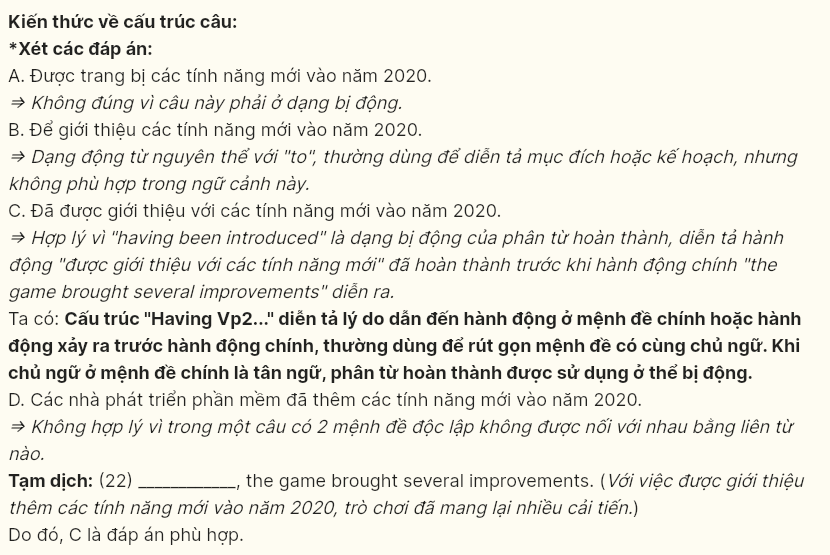 Kiến thức về cấu trúc câu:
*Xét các đáp án:
A. Được trang bị các tính năng mới vào năm 2020.
⇒ Không đúng vì câu này phải ở dạng bị động.
B. Để giới thiệu các tính năng mới vào năm 2020.
⇒ Dạng động từ nguyên thể với "to", thường dùng để diễn tả mục đích hoặc kế hoạch, nhưng
không phù hợp trong ngữ cảnh này.
C. Đã được giới thiệu với các tính năng mới vào năm 2020.
⇒ Hợp lý vì "having been introduced" là dạng bị động của phân từ hoàn thành, diễn tả hành
động "được giới thiệu với các tính năng mới" đã hoàn thành trước khi hành động chính "the
game brought several improvements" diễn ra.
Ta có: Cấu trúc "Having Vp2..." diễn tả lý do dẫn đến hành động ở mệnh đề chính hoặc hành
động xảy ra trước hành động chính, thường dùng để rút gọn mệnh đề có cùng chủ ngữ. Khi
chủ ngữ ở mệnh đề chính là tân ngữ, phân từ hoàn thành được sử dụng ở thể bị động.
D. Các nhà phát triển phần mềm đã thêm các tính năng mới vào năm 2020.
⇒ Không hợp lý vì trong một câu có 2 mệnh đề độc lập không được nối với nhau bằng liên từ
nào.
Tạm dịch: (22) ____________, the game brought several improvements. (Với việc được giới thiệu
thêm các tính năng mới vào năm 2020, trò chơi đã mang lại nhiều cải tiến.)
Do đó, C là đáp án phù hợp.